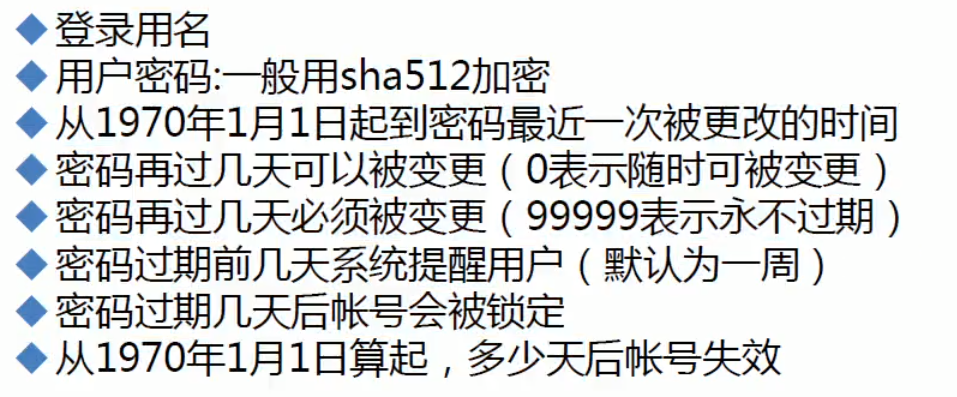 登录用名
用户密码:一般用sha512加密
从1970年1月1日起到密码最近一次被更改的时间
密码再过几天可以被变更（0表示随时可被变更）
密码再过几天必须被变更（99999表示永不过期）
密码过期前几天系统提醒用户（默认为一周）
密码过期几天后帐号会被锁定
从1970年1月1日算起，多少天后帐号失效